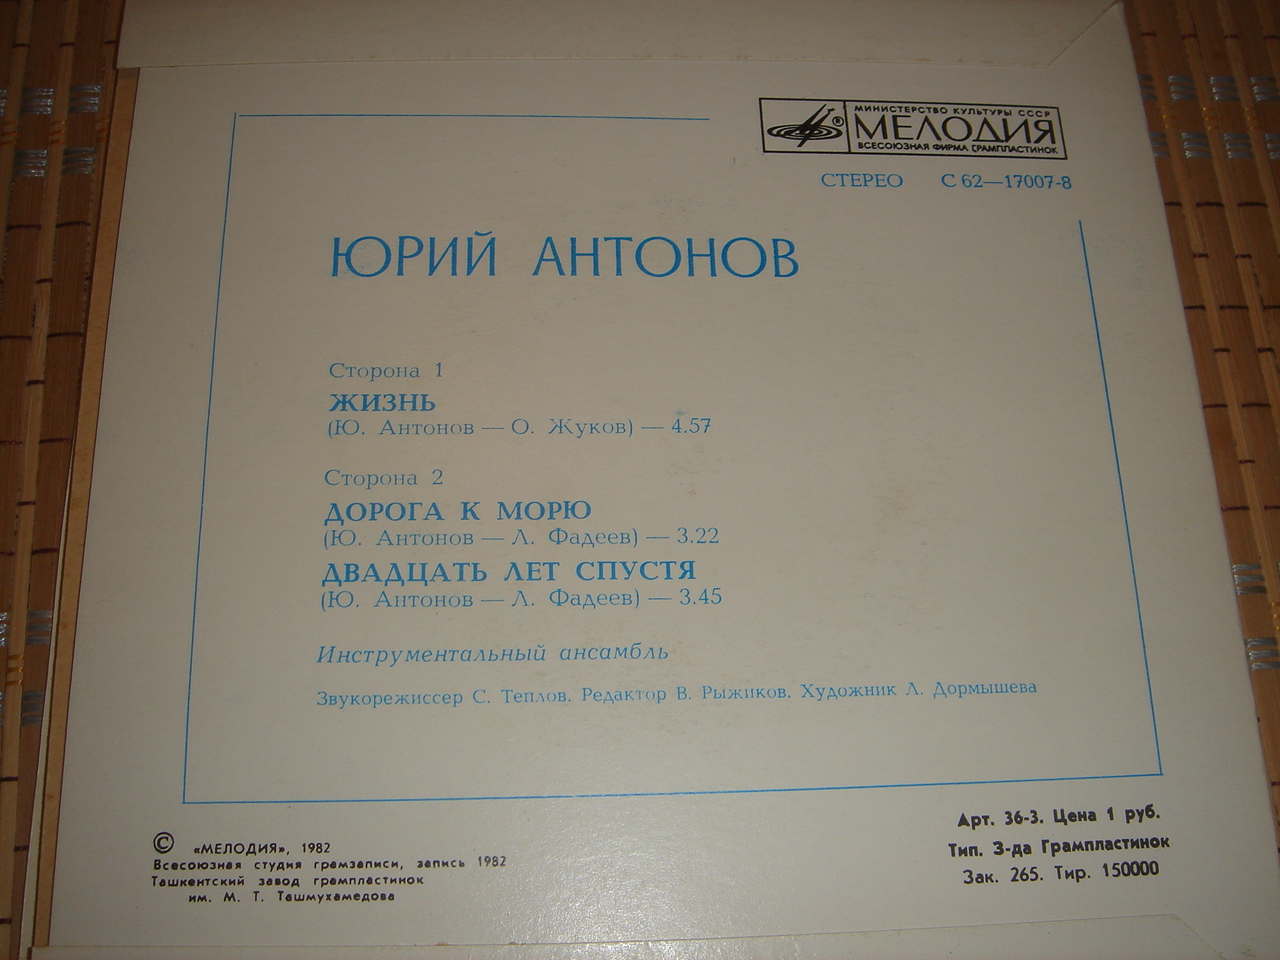 МИНИСТЕРСТВО КУЛЬТУРЫ СССР
МЕЛОДИЯ
ВСЕСОЮЗНАЯ ФИРМА ГРАМПЛАСТИНОК
СТЕРЕО С 62—17007-8
ЮРИЙ АНТОНОВ
Сторона 1
ЖИЗНЬ
(Ю. Антонов — О. Жуков) — 4.57
Сторона 2
ДОРОГА К МОРЮ
(Ю. Антонов — Л. Фадеев) — 3.22
ДВАДЦАТЬ ЛЕТ СПУСТЯ
(Ю. Антонов — Л. Фадеев) — 3.45
Инструментальный ансамбль
Звукорежиссер С. Теплов. Редактор В. Рыжиков. Художник Л. Дормышева
© «МЕЛОДИЯ», 1982
Всесоюзная студия грамзаписи, запись 1982
Ташкентский завод грампластинок
им. М. Т. Ташмухамедова
Арт. 36-3. Цена 1 руб.
Тип. З-да Грампластинок
Зак. 265. Тир. 150000